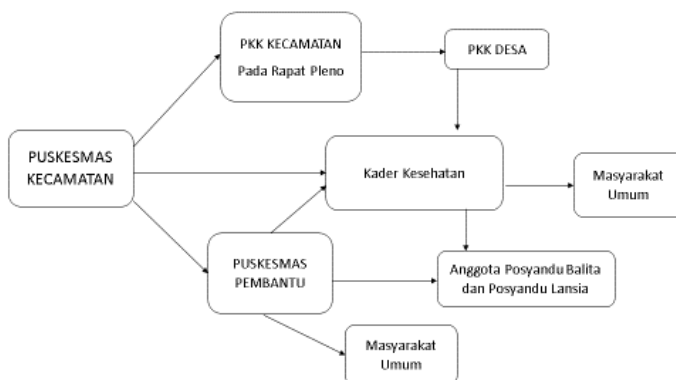 PKK KECAMATAN
Pada Rapat Pleno
PKK DESA
PUSKESMAS
KECAMATAN
Kader Kesehatan
Masyarakat
Umum
PUSKESMAS
PEMBANTU
Anggota Posyandu Balita
dan Posyandu Lansia
Masyarakat
Umum